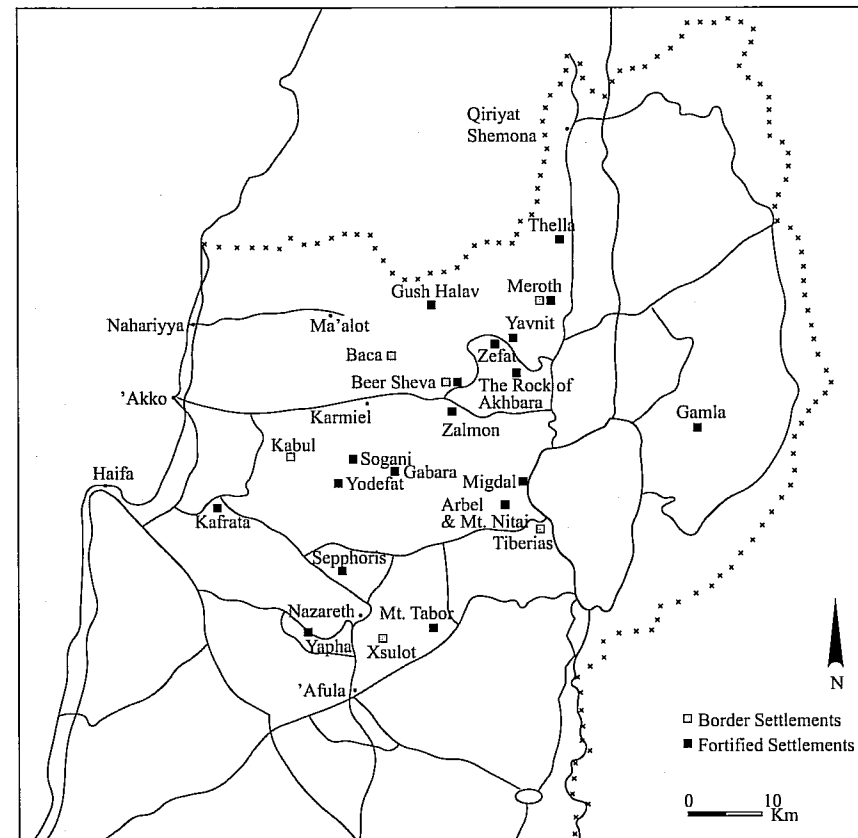 Qiriyat
Shemona
Thella
Gush Halav
Meroth
Nahariyya
Ma'alot
Yavnit
Baca
Zefat
Beer Sheva
The Rock of
Akhbara
'Akko
Karmiel
Zalmon
Gamla
Kabul
Sogani
Gabara
Haifa
Yodefat
Migdal
Arbel
& Mt. Nitai
Kafrata
Tiberias
Sepphoris
Nazareth
Mt. Tabor
Yapha
Xsulot
'Afula
N
Border Settlements
Fortified Settlements
0 10
Km